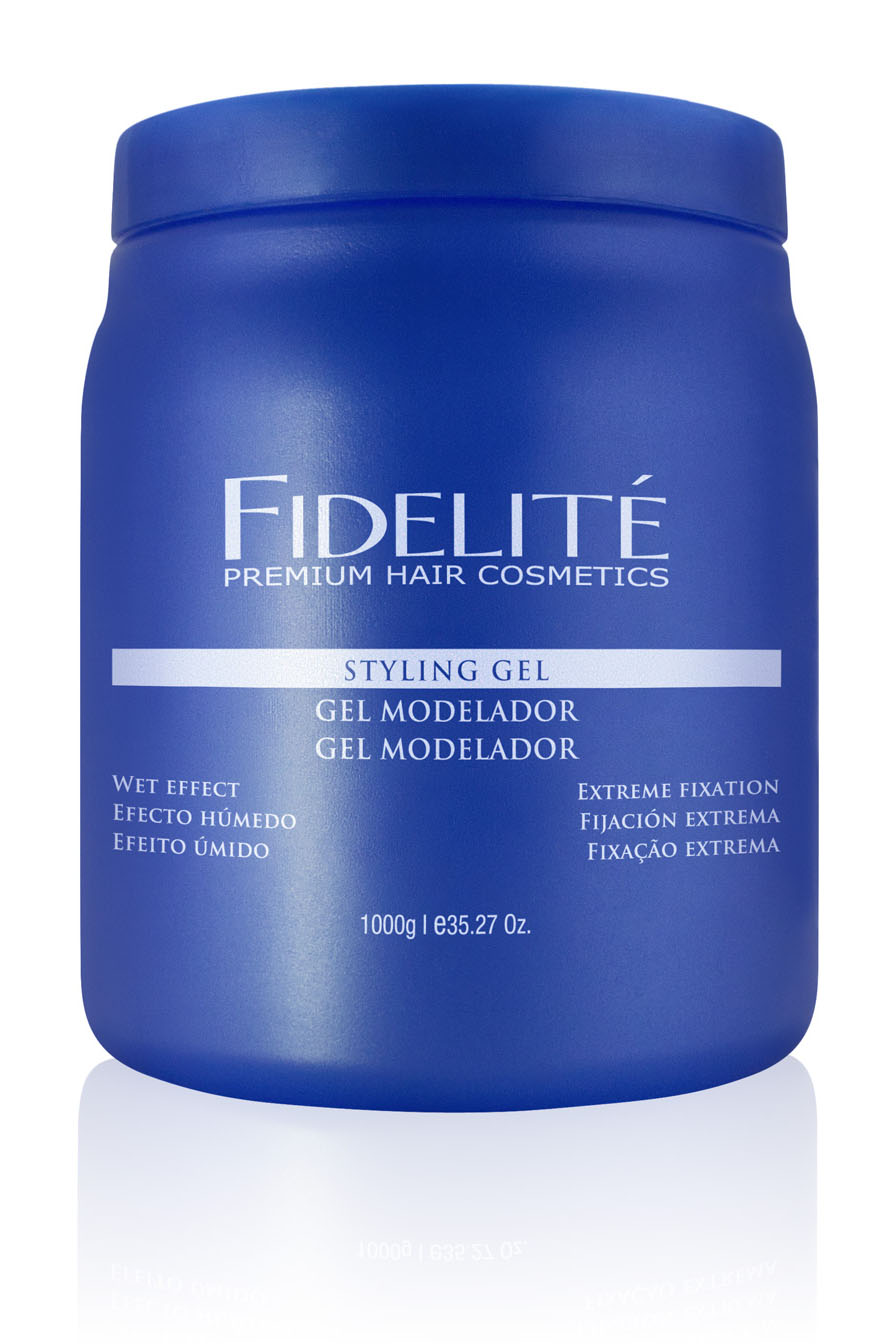 FIDELITÉ
PREMIUM HAIR COSMETICS
STYLING GEL
GEL MODELADOR
GEL MODELADOR
WET EFFECT
EFECTO HÚMEDO
EFEITO ÚMIDO
EXTREME FIXATION
FIJACIÓN EXTREMA
FIXAÇÃO EXTREMA
1000g | e35.27 Oz.